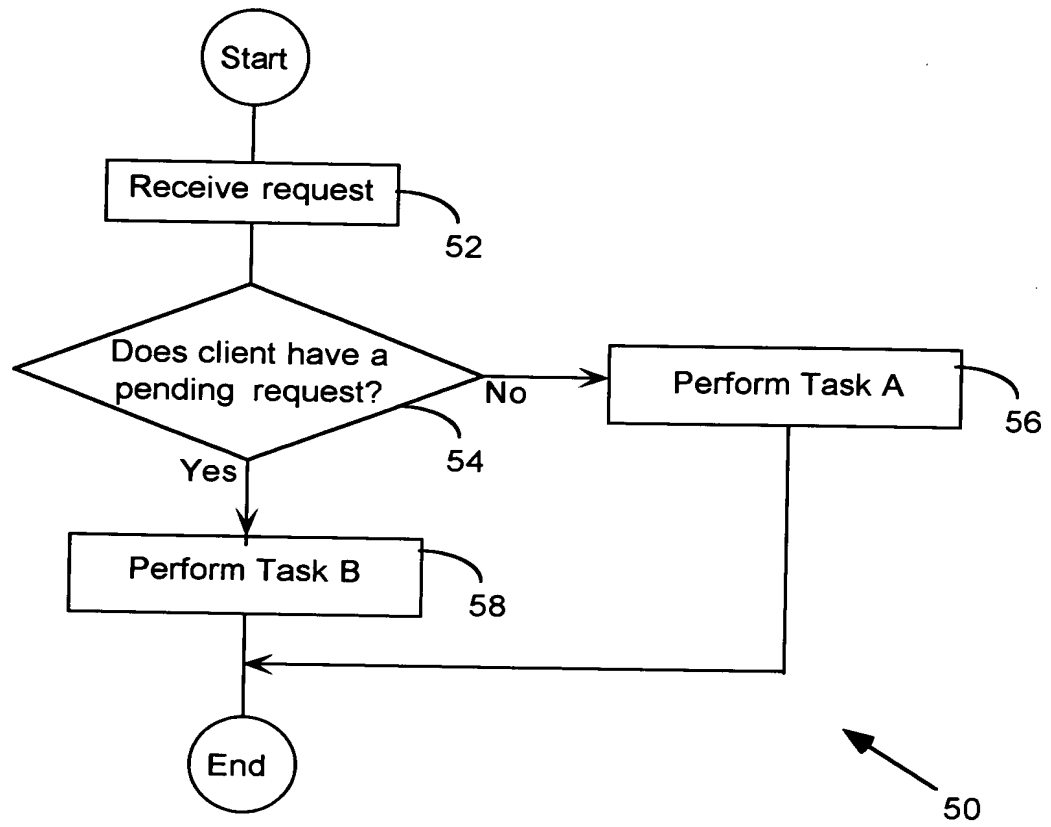 Start
Receive request
52
Does client have a
pending request?
54
No
Perform Task A
56
Yes
Perform Task B
58
End
50